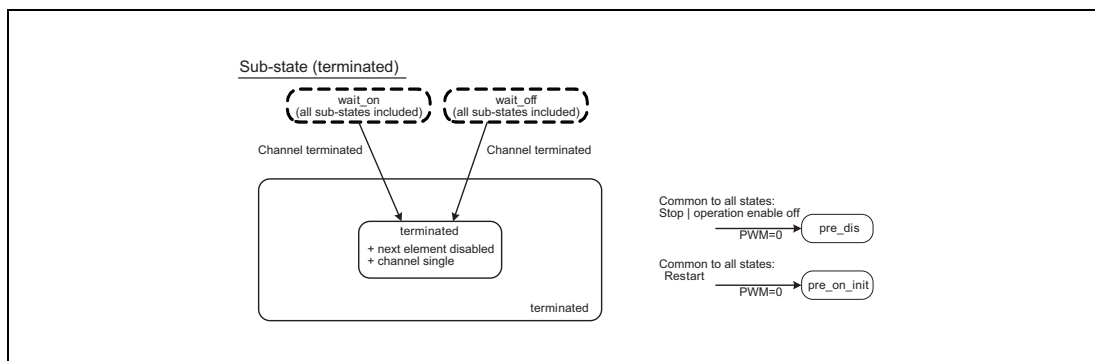 Sub-state (terminated)
wait_on
(all sub-states included)
wait_off
(all sub-states included)
Channel terminated
Channel terminated
terminated
+ next element disabled
+ channel single
terminated
Common to all states:
Stop | operation enable off
PWM=0
pre_dis
Common to all states:
Restart
PWM=0
pre_on_init